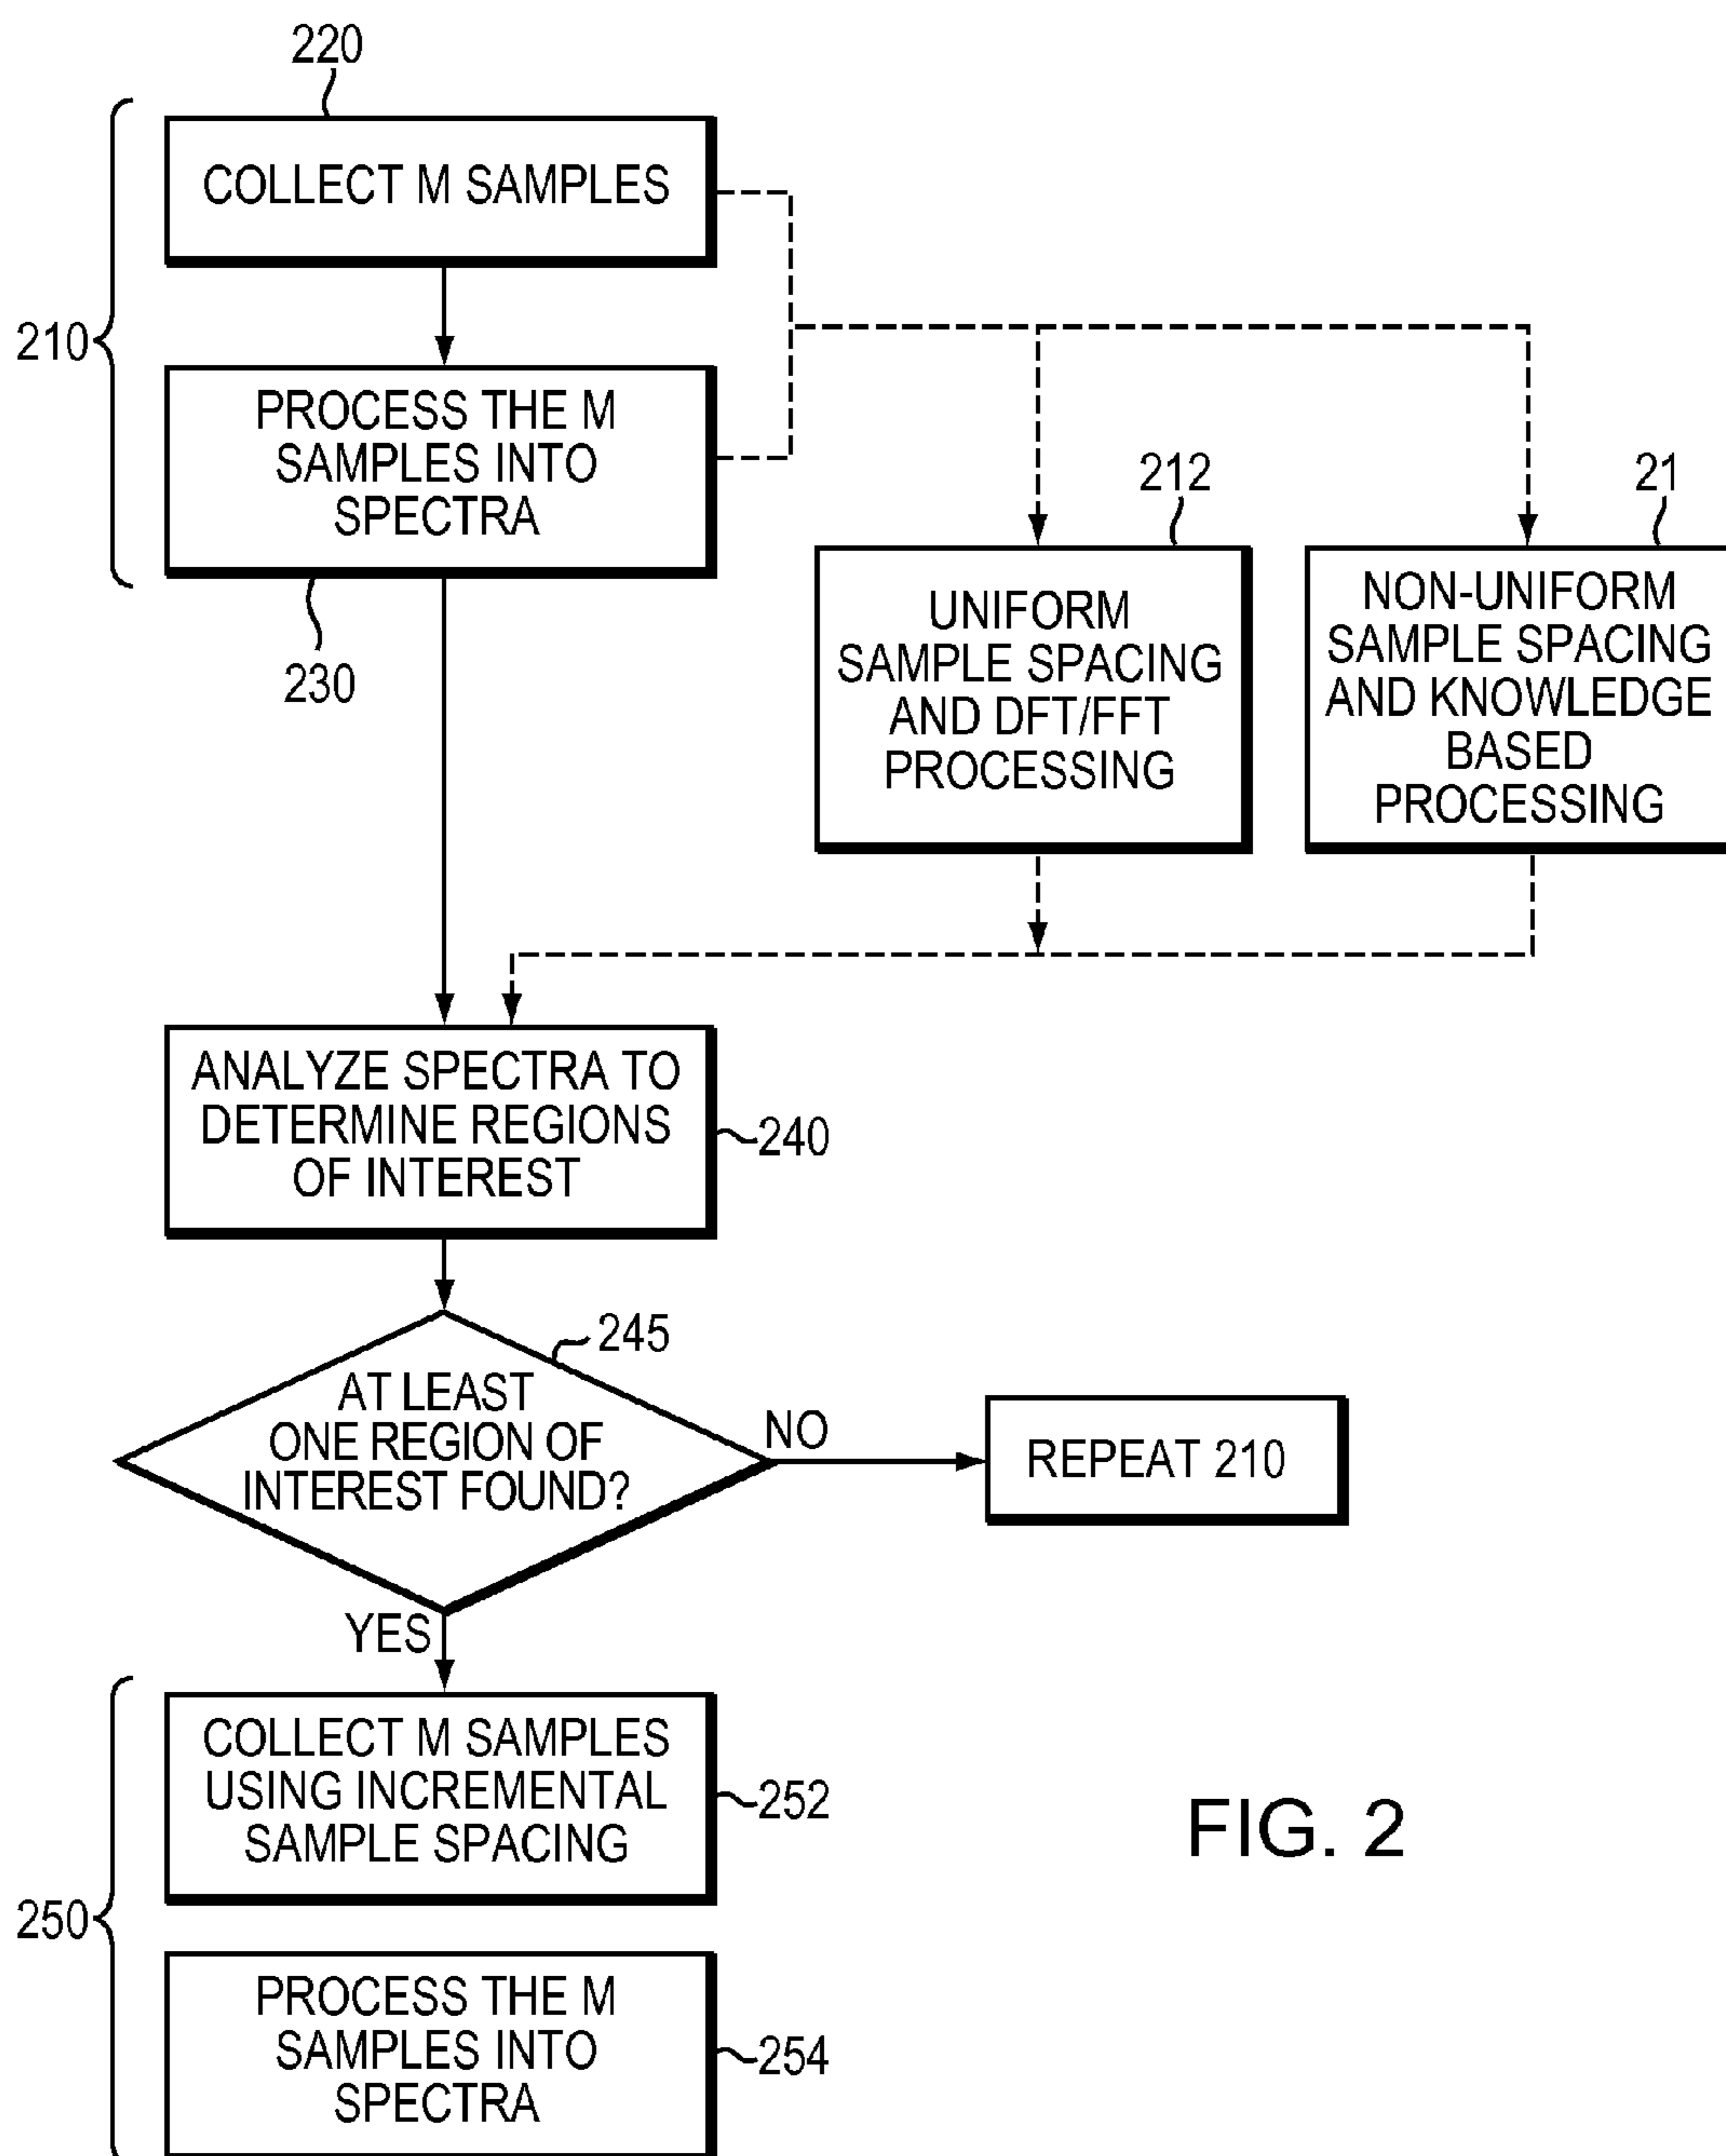 220
COLLECT M SAMPLES
210
PROCESS THE M
SAMPLES INTO
SPECTRA
230
212
UNIFORM
SAMPLE SPACING
AND DFT/FFT
PROCESSING
21
NON-UNIFORM
SAMPLE SPACING
AND KNOWLEDGE
BASED
PROCESSING
ANALYZE SPECTRA TO
DETERMINE REGIONS
OF INTEREST
240
245
AT LEAST
ONE REGION OF
INTEREST FOUND?
NO
REPEAT 210
YES
COLLECT M SAMPLES
USING INCREMENTAL
SAMPLE SPACING
252
250
PROCESS THE M
SAMPLES INTO
SPECTRA
254
FIG. 2